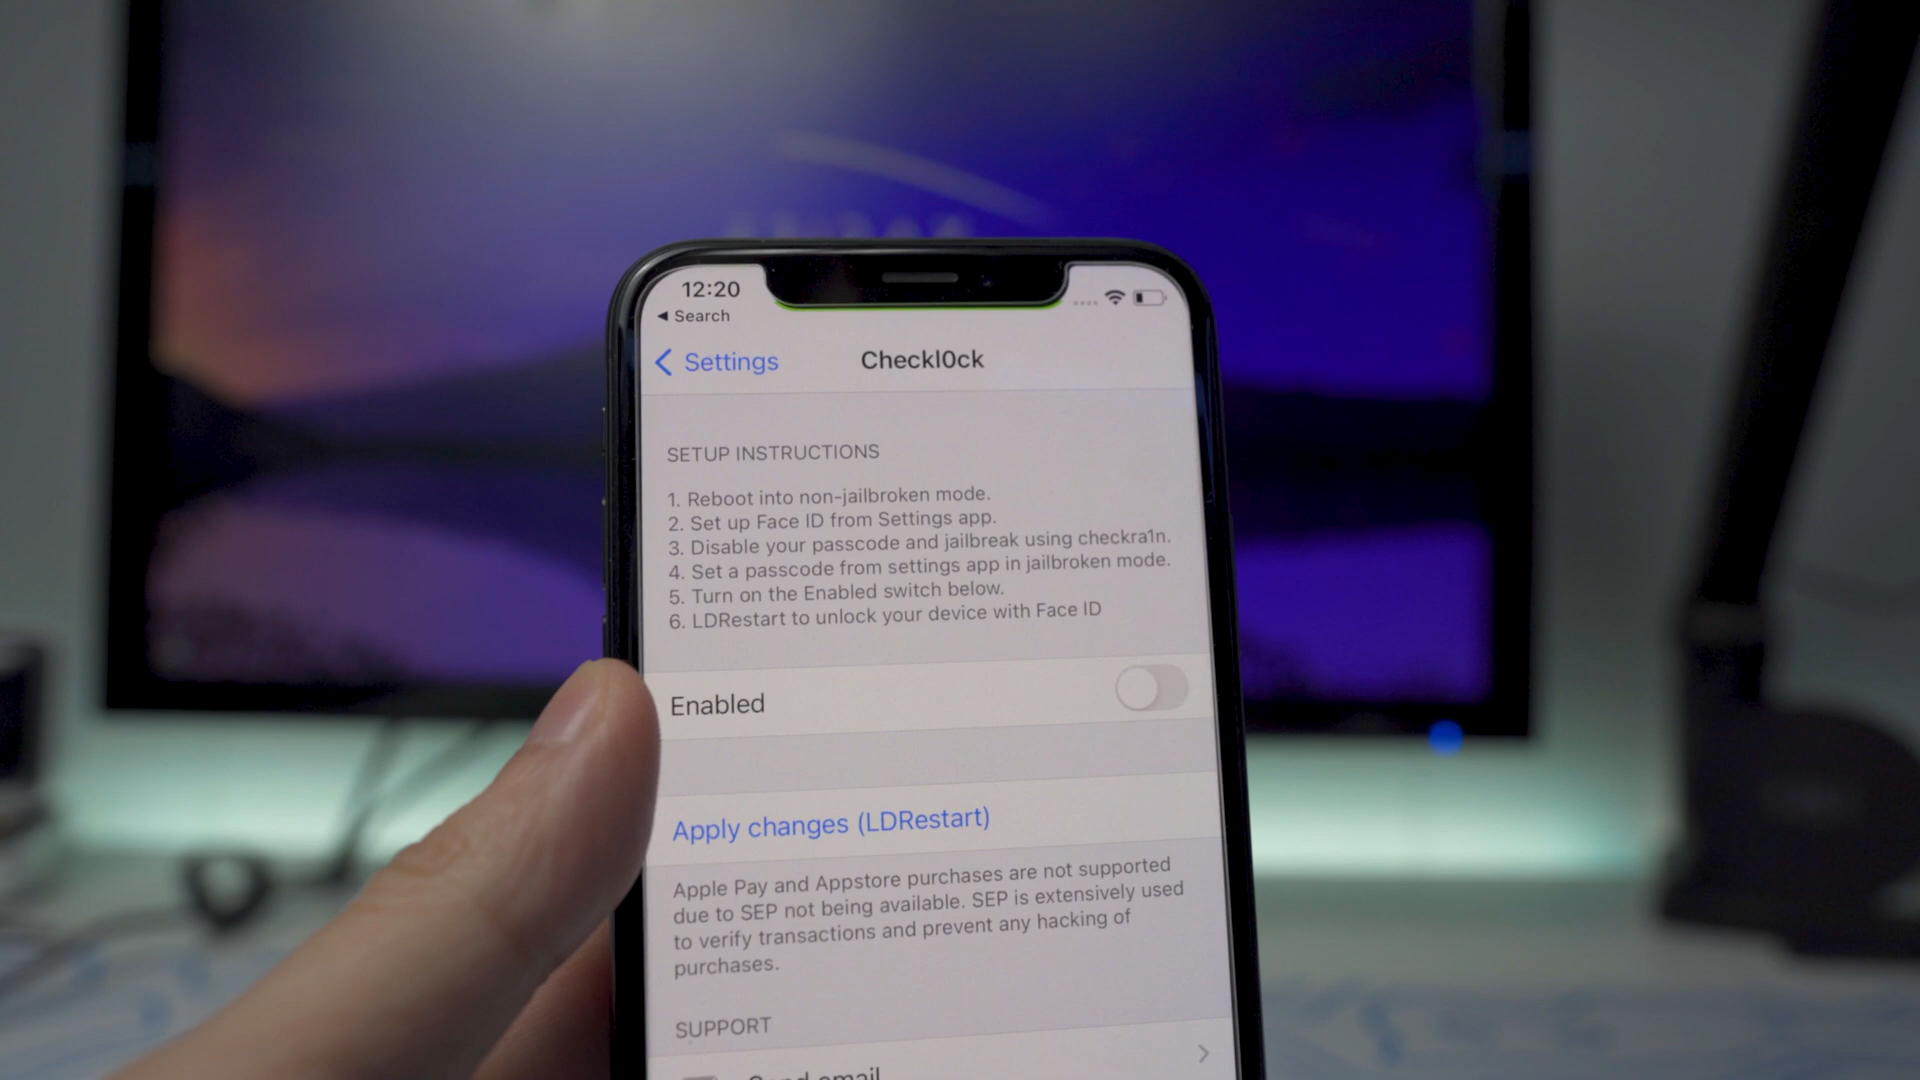 12:20
◀ Search
Settings
Checkl0ck
SETUP INSTRUCTIONS
1. Reboot into non-jailbroken mode.
2. Set up Face ID from Settings app.
3. Disable your passcode and jailbreak using checkra1n.
4. Set a passcode from settings app in jailbroken mode.
5. Turn on the Enabled switch below.
6. LDRestart to unlock your device with Face ID
Enabled
Apply changes (LDRestart)
Apple Pay and Appstore purchases are not supported
due to SEP not being available. SEP is extensively used
to verify transactions and prevent any hacking of
purchases.
SUPPORT
Send email